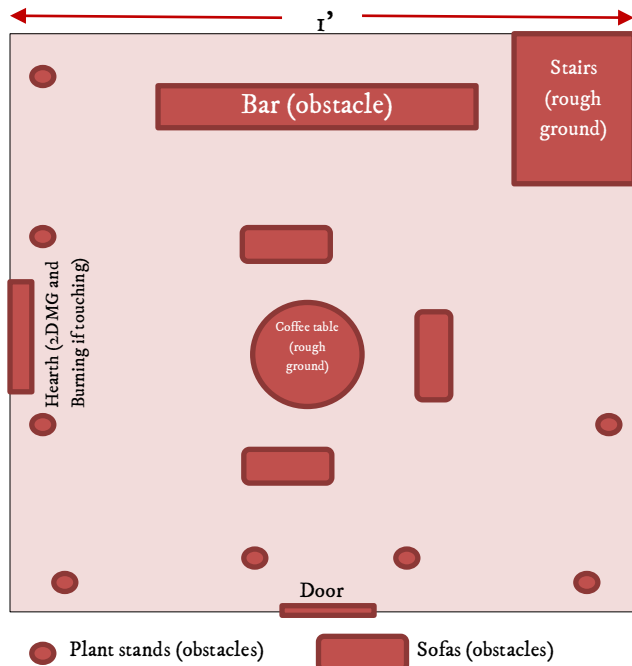 1’
Bar (obstacle)
Stairs
(rough
ground)
Hearth (2DMG and
Burning if touching)
Coffee table
(rough
ground)
Door
Plant stands (obstacles)
Sofas (obstacles)